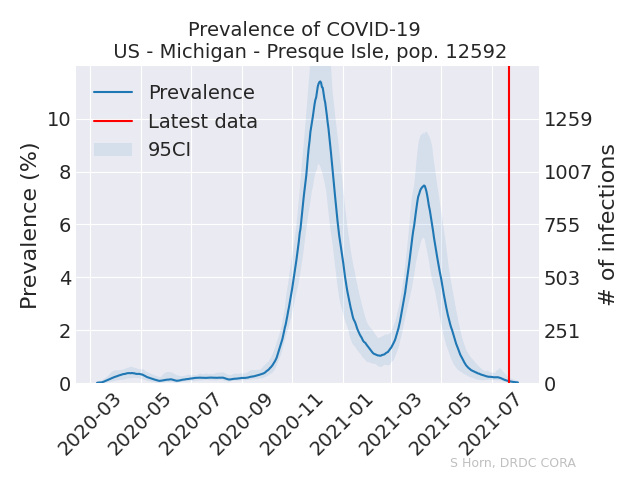 Prevalence of COVID-19
US - Michigan - Presque Isle, pop. 12592
Prevalence
Latest data
95CI
Prevalence (%)
10
8
6
4
2
0
1259
1007
755
503
251
0
# of infections
2020-03
2020-05
2020-07
2020-09
2020-11
2021-01
2021-03
2021-05
2021-07
S Horn, DRDC CORA